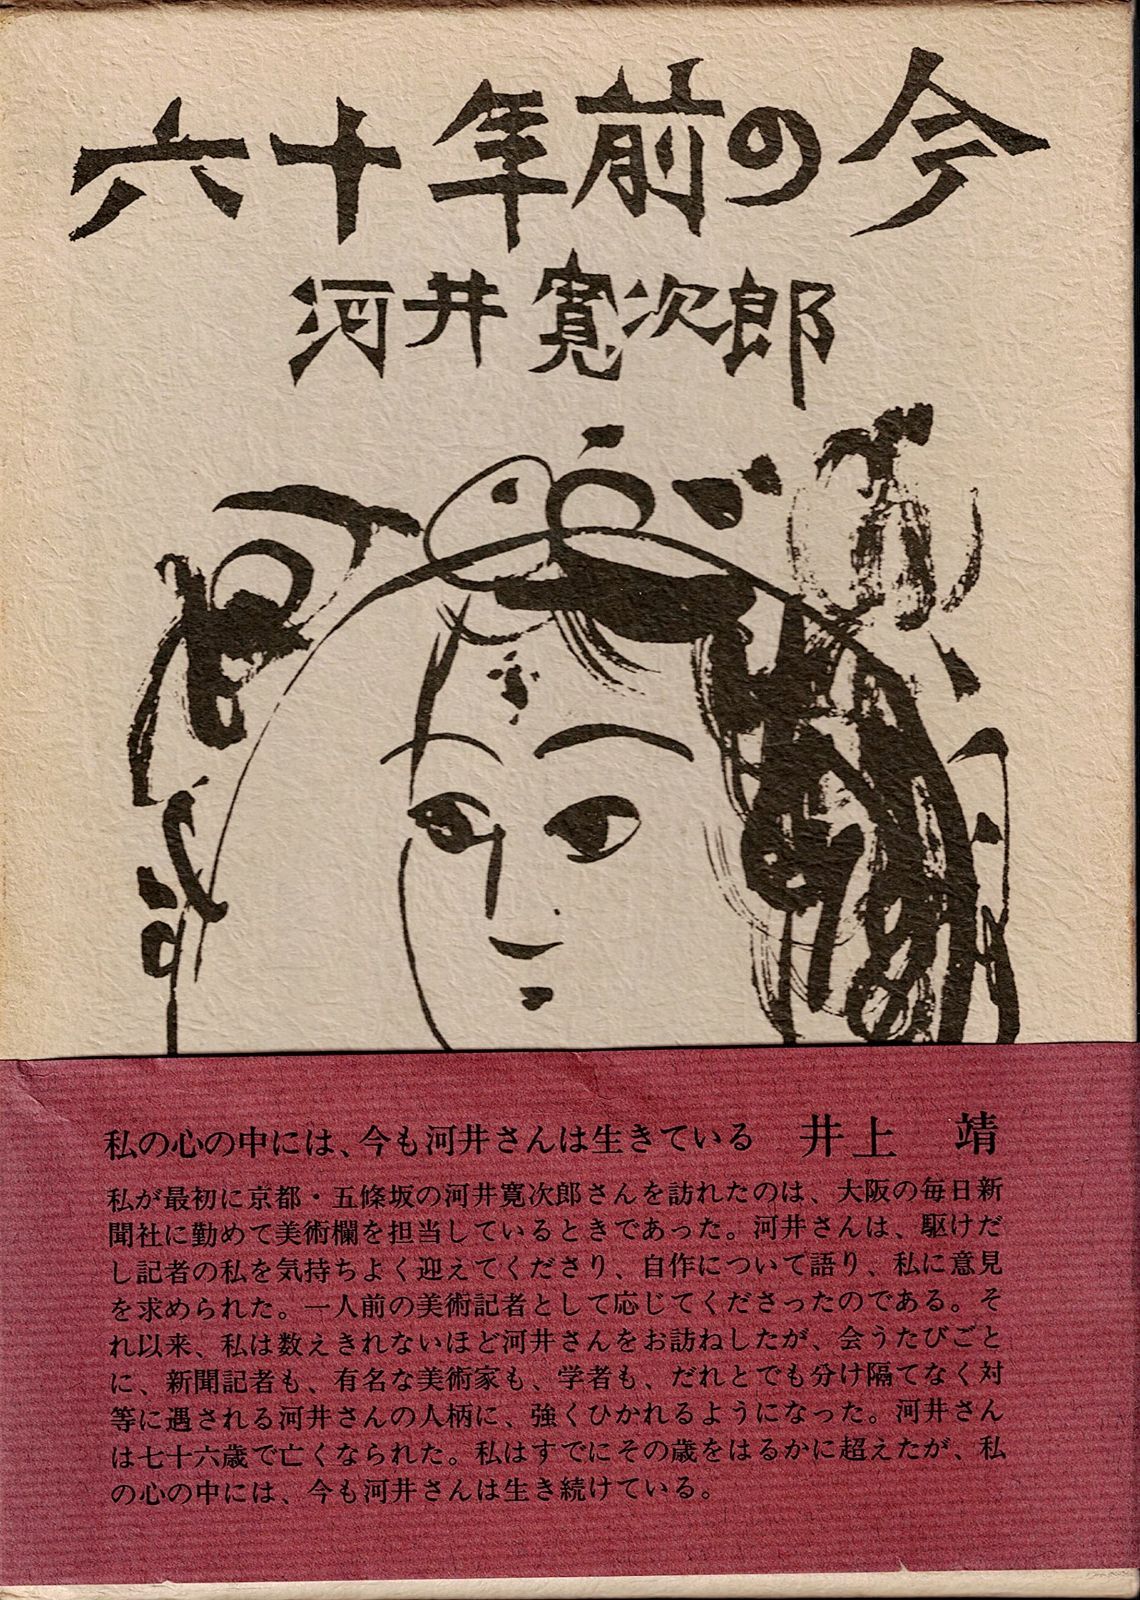 六十年前の今
河井寛次郎
私の心の中には、今も河井さんは生きている　井上　靖
私が最初に京都・五條坂の河井寛次郎さんを訪れたのは、大阪の毎日新
聞社に勤めて美術欄を担当しているときであった。河井さんは、駆けだ
し記者の私を気持ちよく迎えてくださり、自作について語り、私に意見
を求められた。一人前の美術記者として応じてくださったのである。そ
れ以来、私は数えきれないほど河井さんをお訪ねしたが、会うたびごと
に、新聞記者も、有名な美術家も、学者も、だれとでも分け隔てなく対
等に遇される河井さんの人柄に、強くひかれるようになった。河井さん
は七十六歳で亡くなられた。私はすでにその歳をはるかに超えたが、私
の心の中には、今も河井さんは生き続けている。